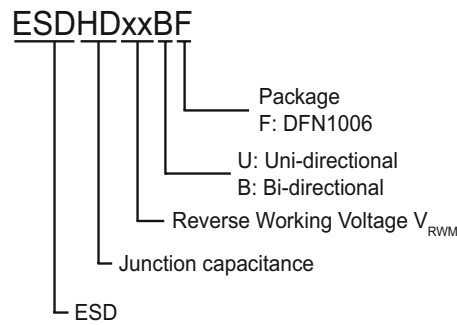 ESDHDxxBF
Package
F: DFN1006
U: Uni-directional
B: Bi-directional
Reverse Working Voltage VRWM
Junction capacitance
ESD